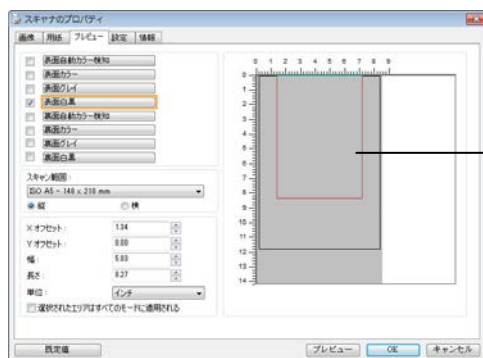 スキャナのプロパティ
画像 用紙 プレビュー 設定 情報
表面自動カラー検知
表面カラー
表面グレイ
表面白黒
裏面自動カラー検知
裏面カラー
裏面グレイ
裏面白黒
スキャン範囲:
ISO A5 - 148 x 210 mm
縦 横
X オフセット: 1.34
Y オフセット: 0.00
幅: 5.83
長さ: 8.27
単位: インチ
選択されたエリアはすべてのモードに適用される
0 1 2 3 4 5 6 7 8 9
0
1
2
3
4
5
6
7
8
9
10
11
12
13
14
既定値 プレビュー OK キャンセル